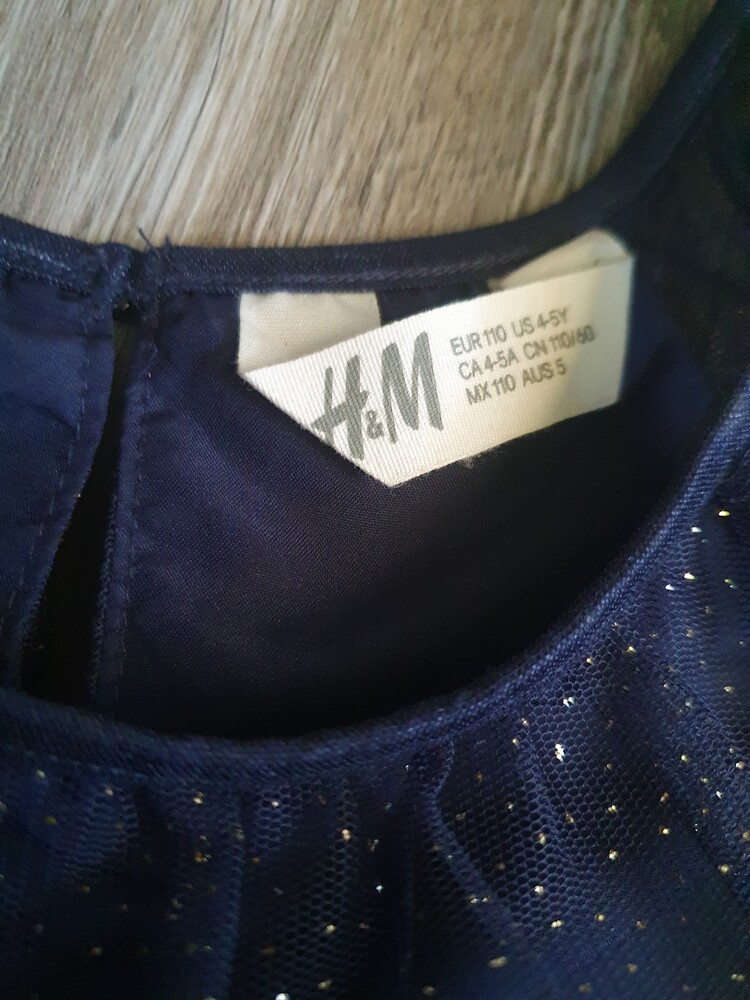 H&M
EUR 110 US 4-5Y
CA 4-5A CN 110/60
MX 110 AUS 5